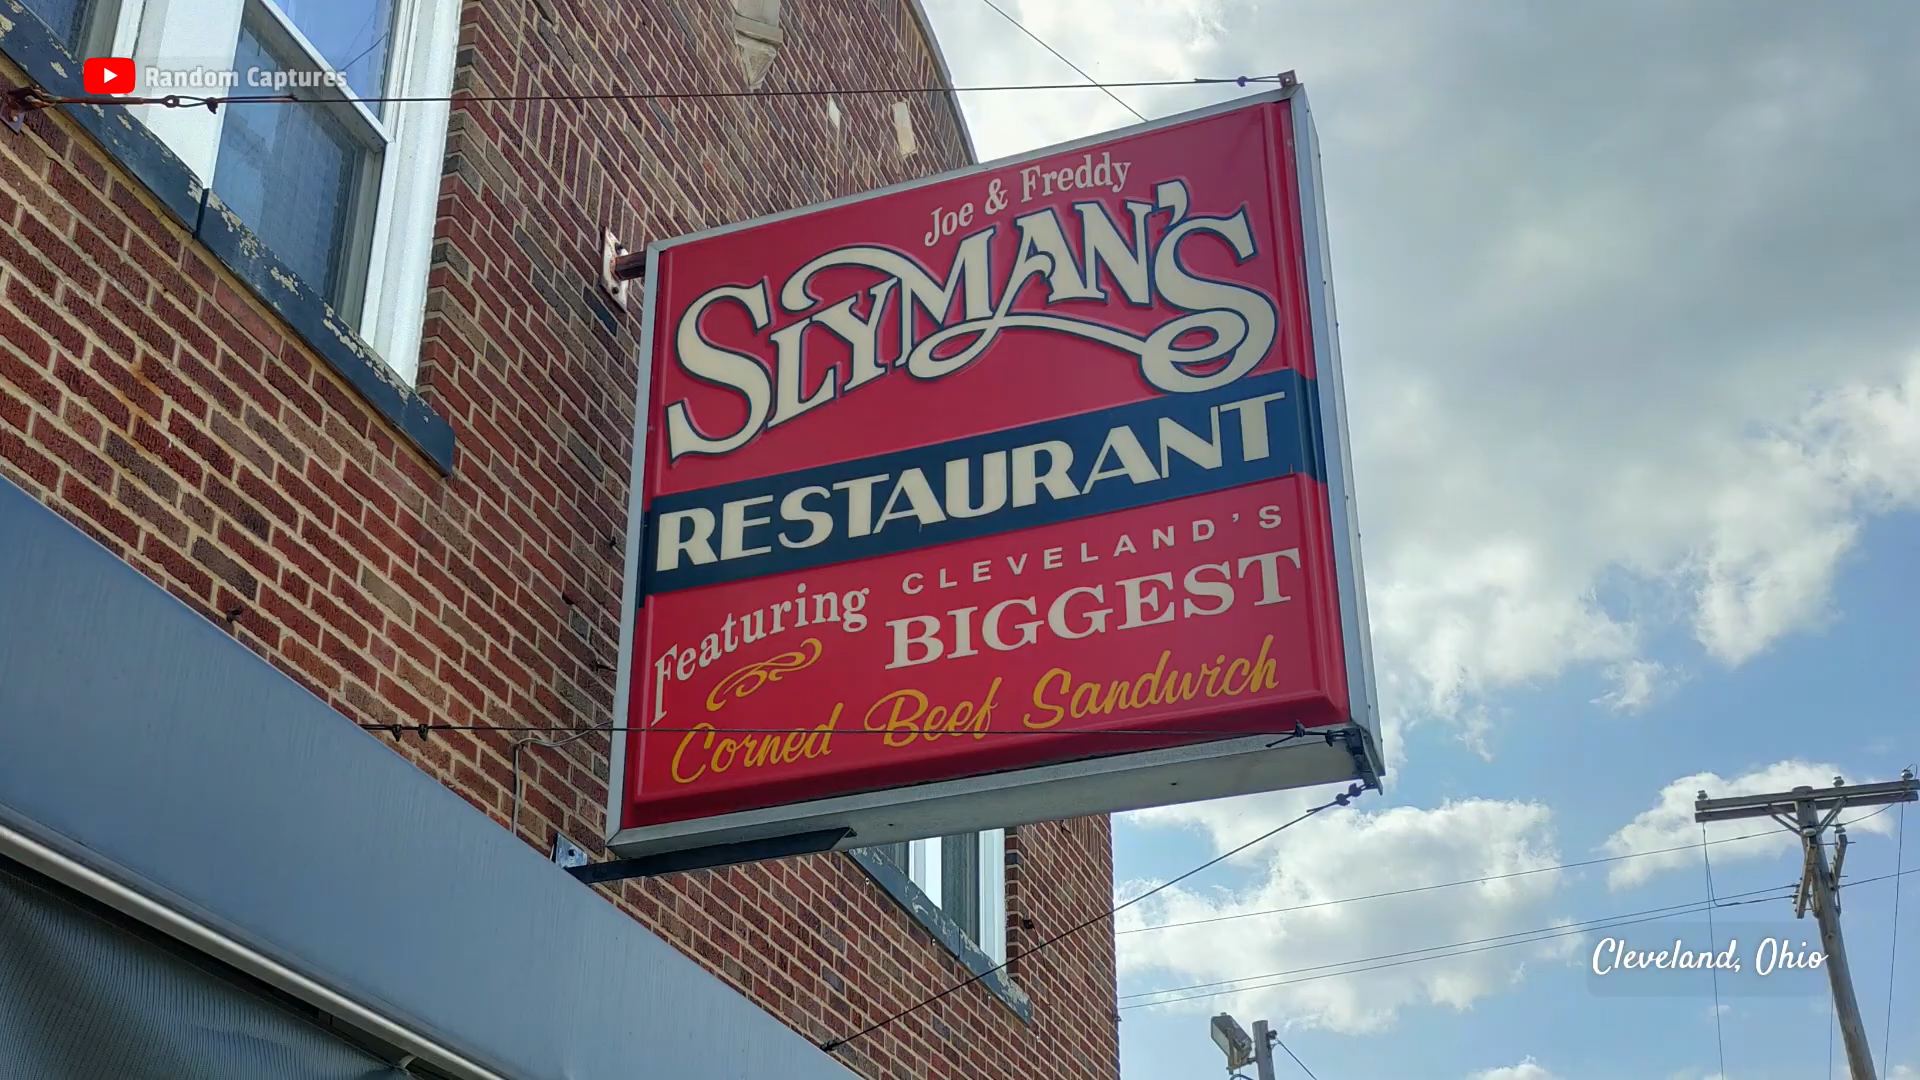 Random Captures
Joe & Freddy
SLYMAN'S
RESTAURANT
Featuring CLEVELAND'S
BIGGEST
Corned Beef Sandwich
Cleveland, Ohio